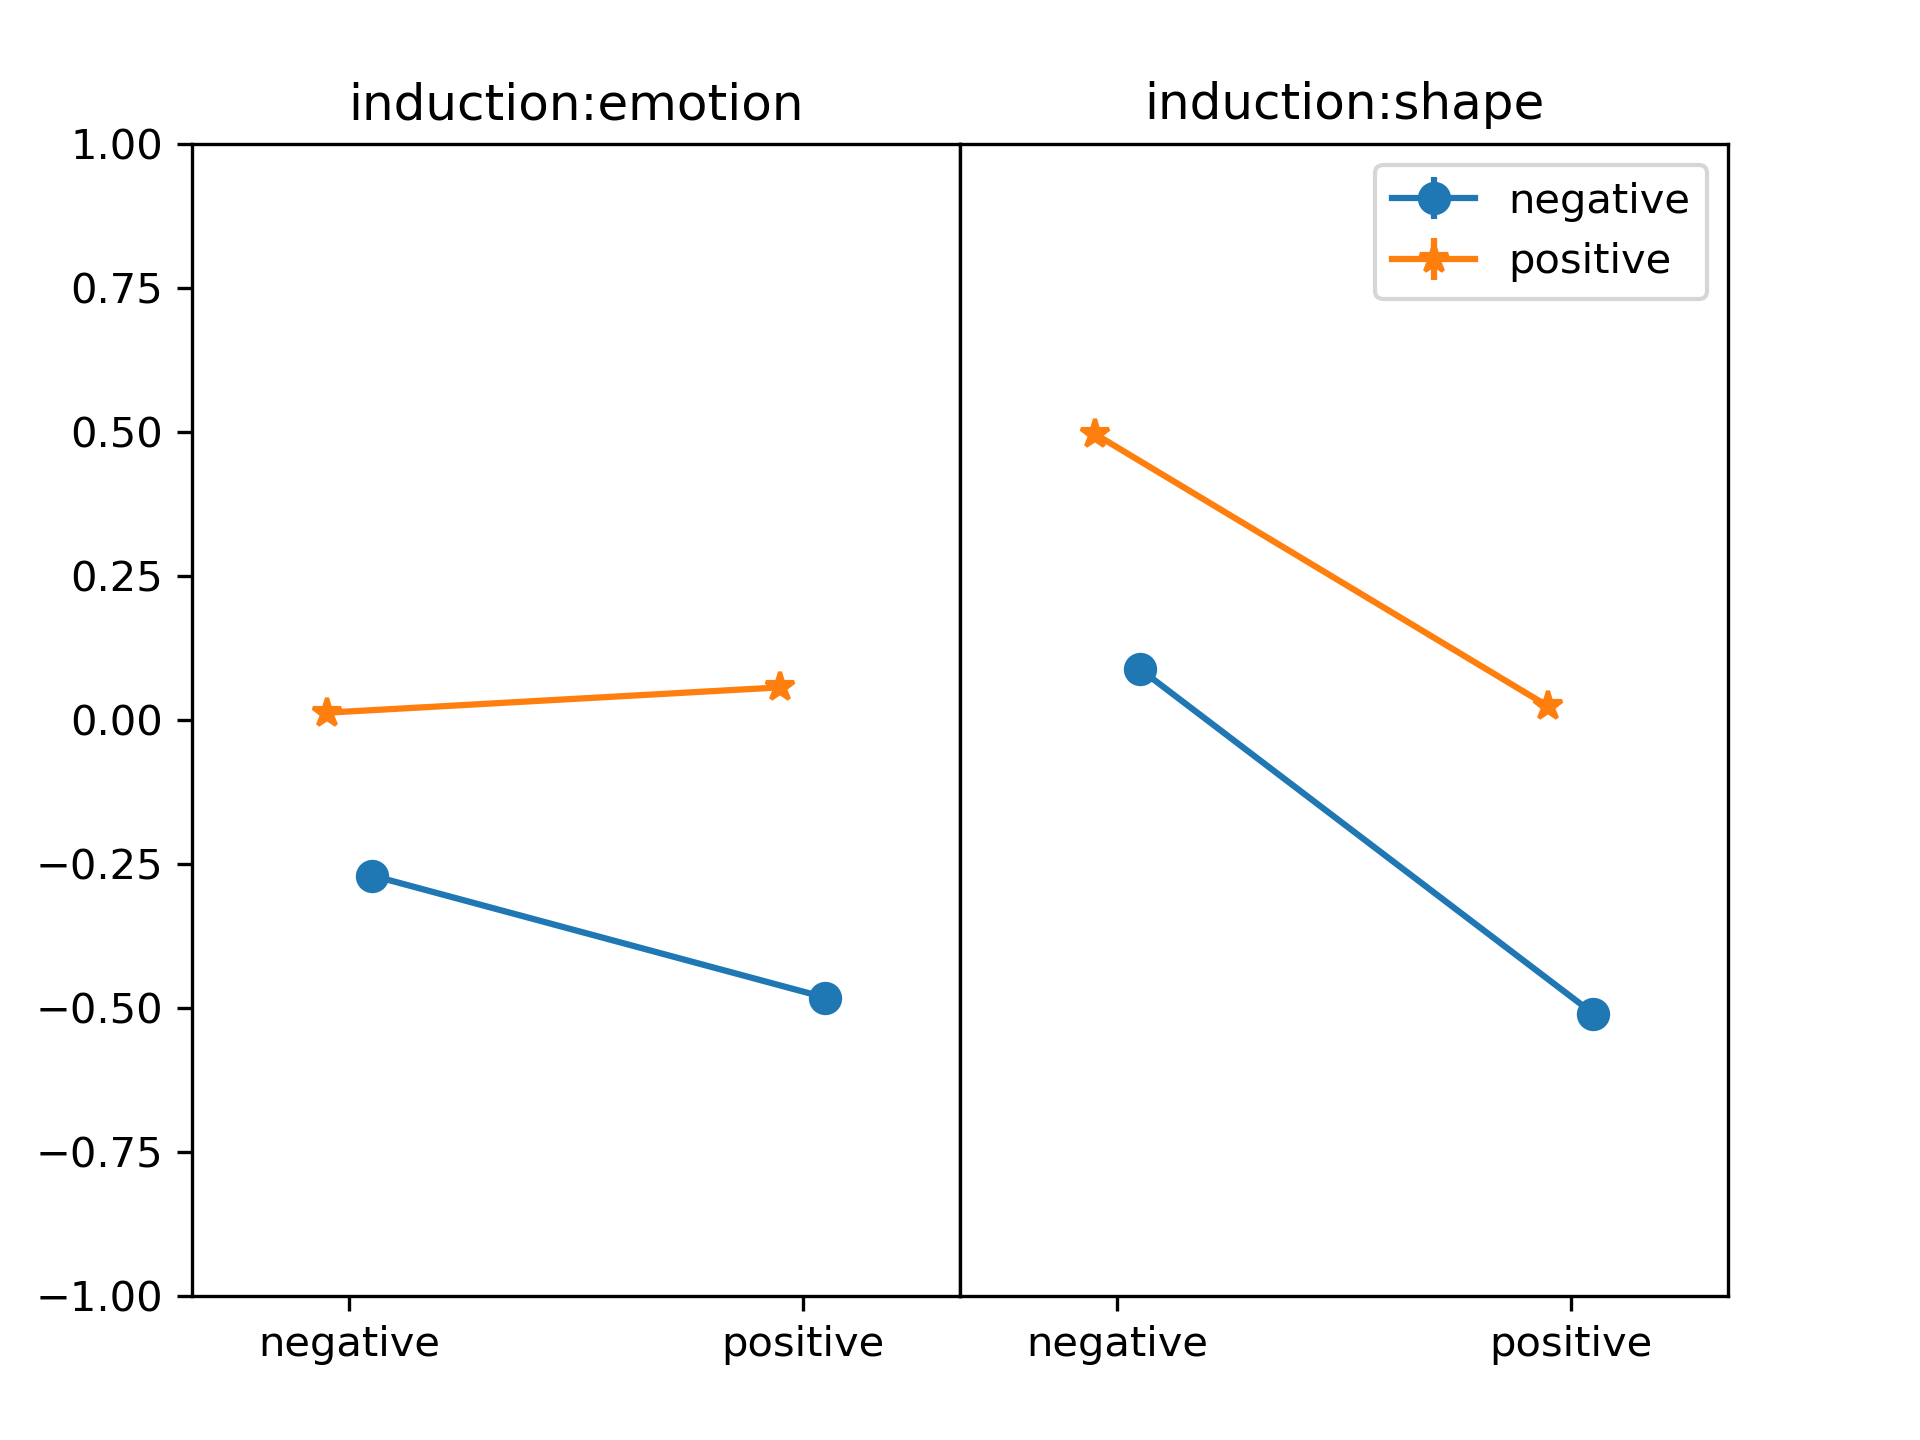 induction:emotion
induction:shape
1.00
0.75
0.50
0.25
0.00
−0.25
−0.50
−0.75
−1.00
negative
positive
negative
positive
negative
positive